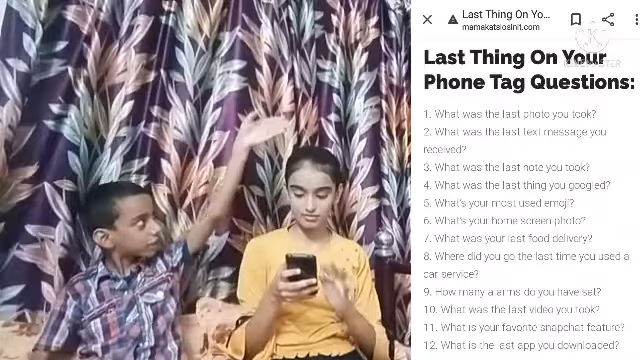 Last Thing On Yo...
mamakatslosinit.com
Last Thing On Your
Phone Tag Questions:
1. What was the last photo you took?
2. What was the last text message you
received?
3. What was the last note you took?
4. What was the last thing you googled?
5. What's your most used emoji?
6. What's your home screen photo?
7. What was your last food delivery?
8. Where did you go the last time you used a
car service?
9. How many alarms do you have set?
10. What was the last video you took?
11. What is your favorite snapchat feature?
12. What is the last app you downloaded?